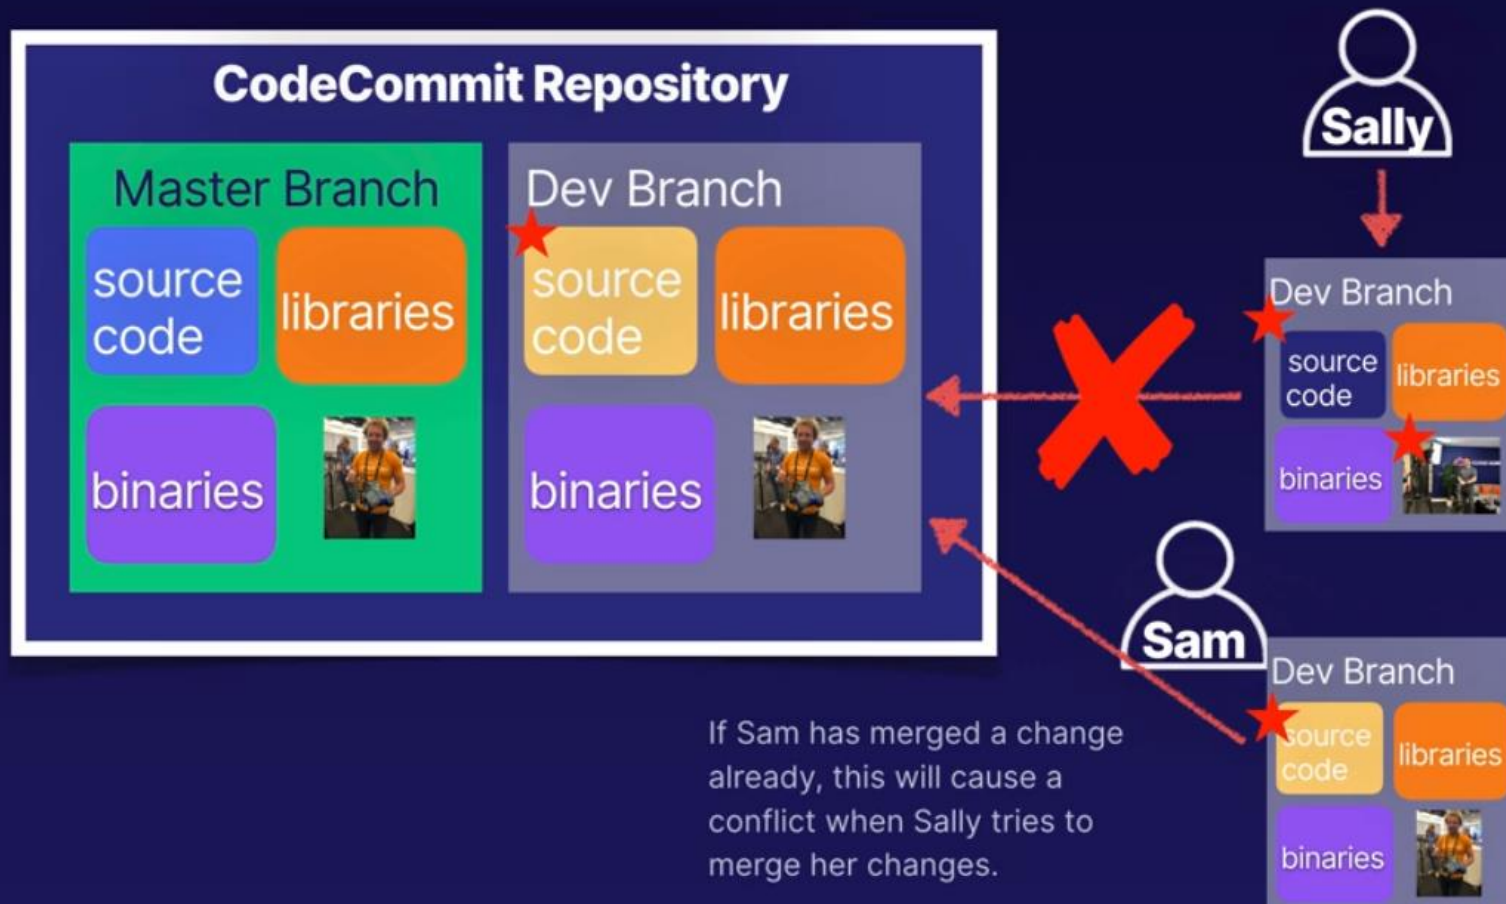 CodeCommit Repository
Master Branch
source
code
libraries
binaries
Dev Branch
source
code
libraries
binaries
Sally
Dev Branch
source
code
libraries
binaries
Sam
Dev Branch
source
code
libraries
binaries
If Sam has merged a change
already, this will cause a
conflict when Sally tries to
merge her changes.